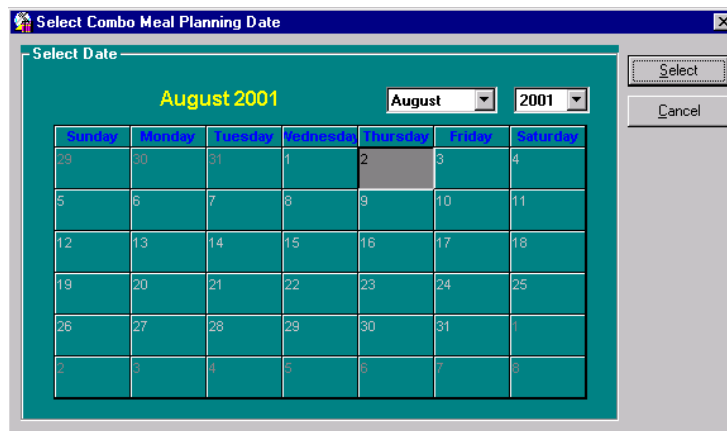 Select Combo Meal Planning Date
Select Date
Select
August 2001 August 2001
Cancel
Sunday Monday Tuesday Wednesday Thursday Friday Saturday
29 30 31 1 2 3 4
5 6 7 8 9 10 11
12 13 14 15 16 17 18
19 20 21 22 23 24 25
26 27 28 29 30 31 1
2 3 4 5 6 7 8